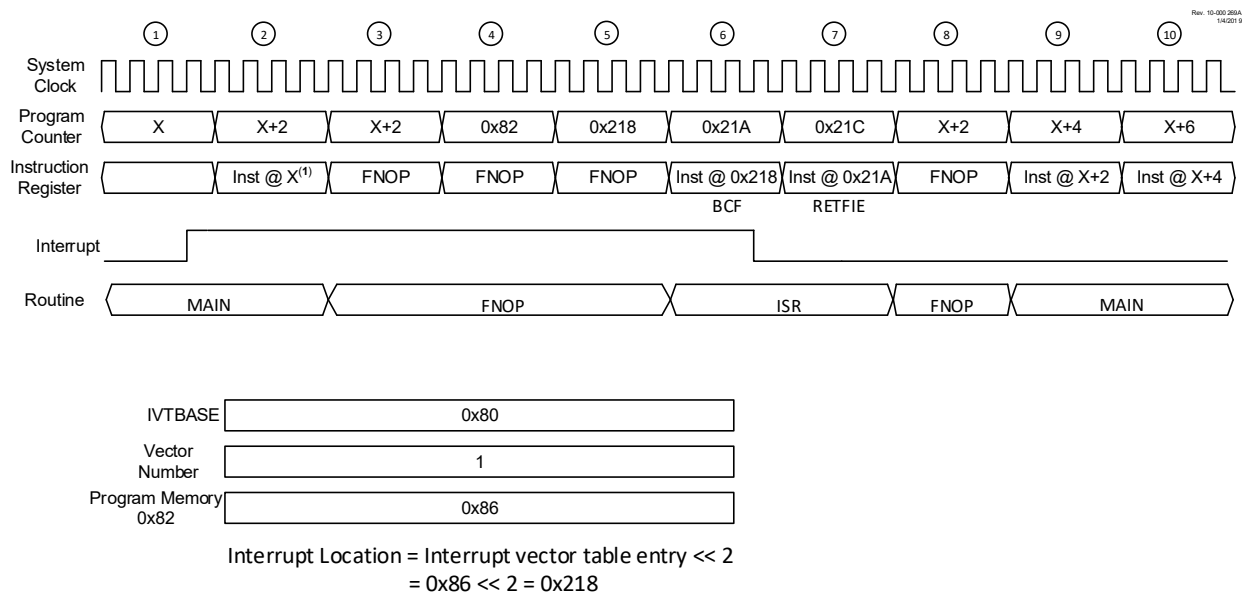 Rev. 10-000 269A
1/4/201 9
1 2 3 4 5 6 7 8 9 10
System
Clock
Program
Counter
X X+2 X+2 0x82 0x218 0x21A 0x21C X+2 X+4 X+6
Instruction
Register
Inst @ X(1) FNOP FNOP FNOP Inst @ 0x218 Inst @ 0x21A FNOP Inst @ X+2 Inst @ X+4
BCF RETFIE
Interrupt
Routine MAIN FNOP ISR FNOP MAIN
IVTBASE 0x80
Vector
Number
1
Program Memory
0x82
0x86
Interrupt Location = Interrupt vector table entry << 2
= 0x86 << 2 = 0x218